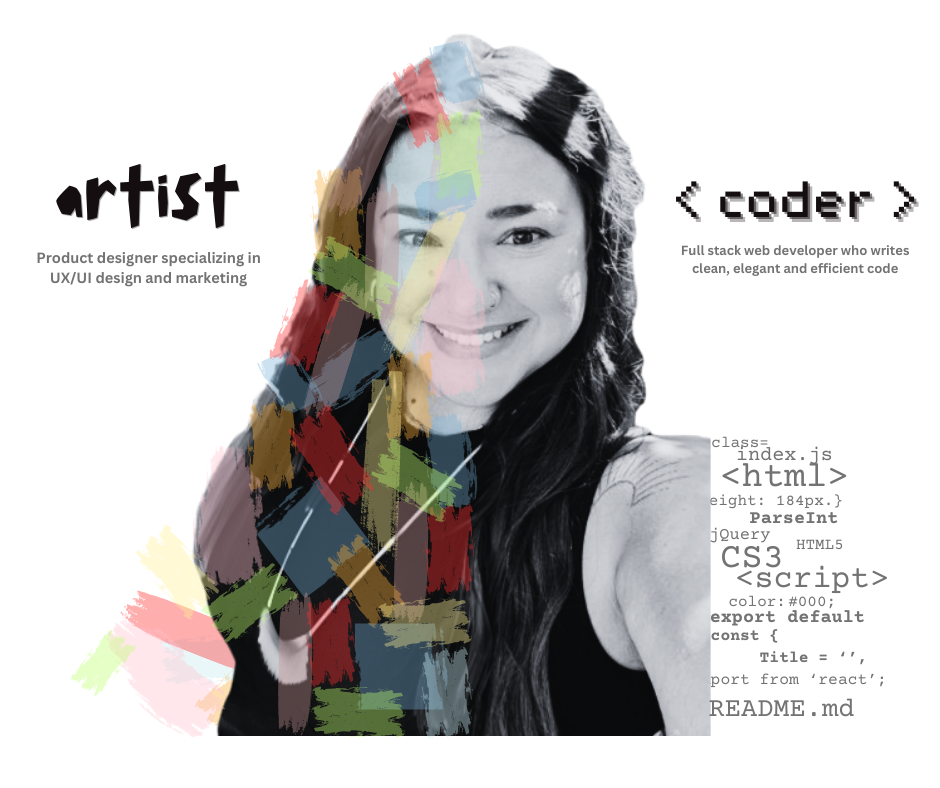 artist
Product designer specializing in
UX/UI design and marketing
< coder >
Full stack web developer who writes
clean, elegant and efficient code
class=
index.js
<html>
eight: 184px.}
ParseInt
jQuery
HTML5
CS3
<script>
color: #000;
export default
const {
Title = ‘’,
port from ‘react’;
README.md